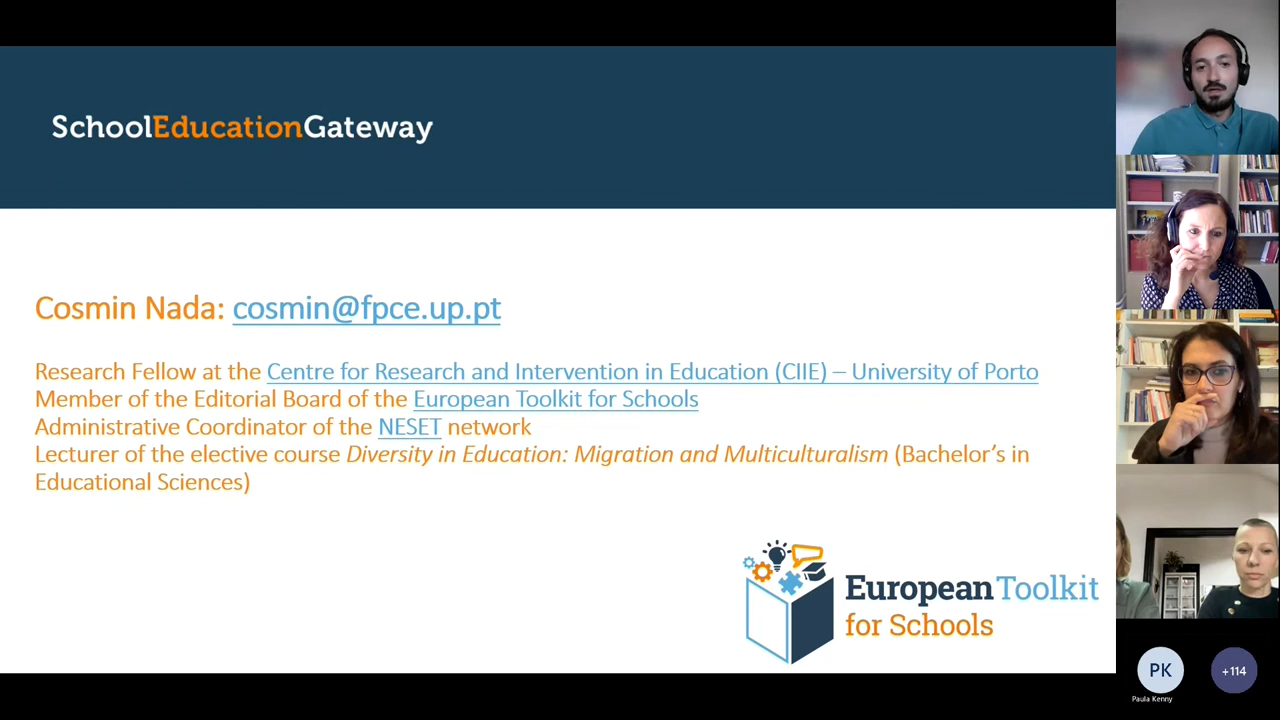 SchoolEducationGateway
Cosmin Nada: cosmin@fpce.up.pt
Research Fellow at the Centre for Research and Intervention in Education (CIIE) – University of Porto
Member of the Editorial Board of the European Toolkit for Schools
Administrative Coordinator of the NESET network
Lecturer of the elective course Diversity in Education: Migration and Multiculturalism (Bachelor's in
Educational Sciences)
European Toolkit
for Schools
PK
Paula Kenny
+114